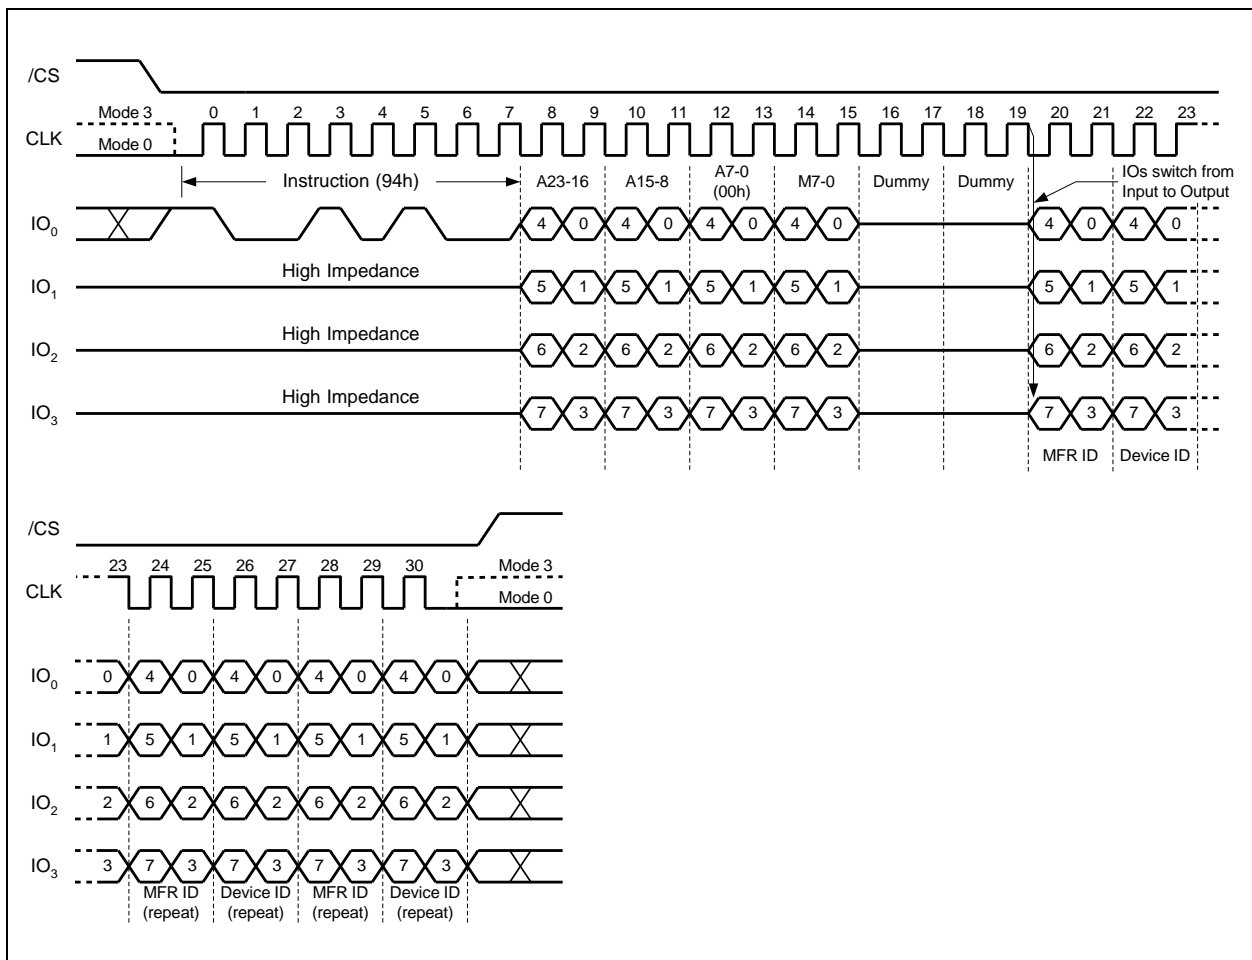 /CS
Mode 3 0 1 2 3 4 5 6 7 8 9 10 11 12 13 14 15 16 17 18 19 20 21 22 23
CLK Mode 0
Instruction (94h) A23-16 A15-8 A7-0 (00h) M7-0 Dummy Dummy IOs switch from Input to Output
IO0 4 0 4 0 4 0 4 0 4 0 4 0
High Impedance
IO1 5 1 5 1 5 1 5 1 5 1 5 1
High Impedance
IO2 6 2 6 2 6 2 6 2 6 2 6 2
High Impedance
IO3 7 3 7 3 7 3 7 3 7 3 7 3
MFR ID Device ID
/CS
23 24 25 26 27 28 29 30 Mode 3
CLK Mode 0
IO0 0 4 0 4 0 4 0 4 0
IO1 1 5 1 5 1 5 1 5 1
IO2 2 6 2 6 2 6 2 6 2
IO3 3 7 3 7 3 7 3 7 3
MFR ID Device ID MFR ID Device ID
(repeat) (repeat) (repeat) (repeat)